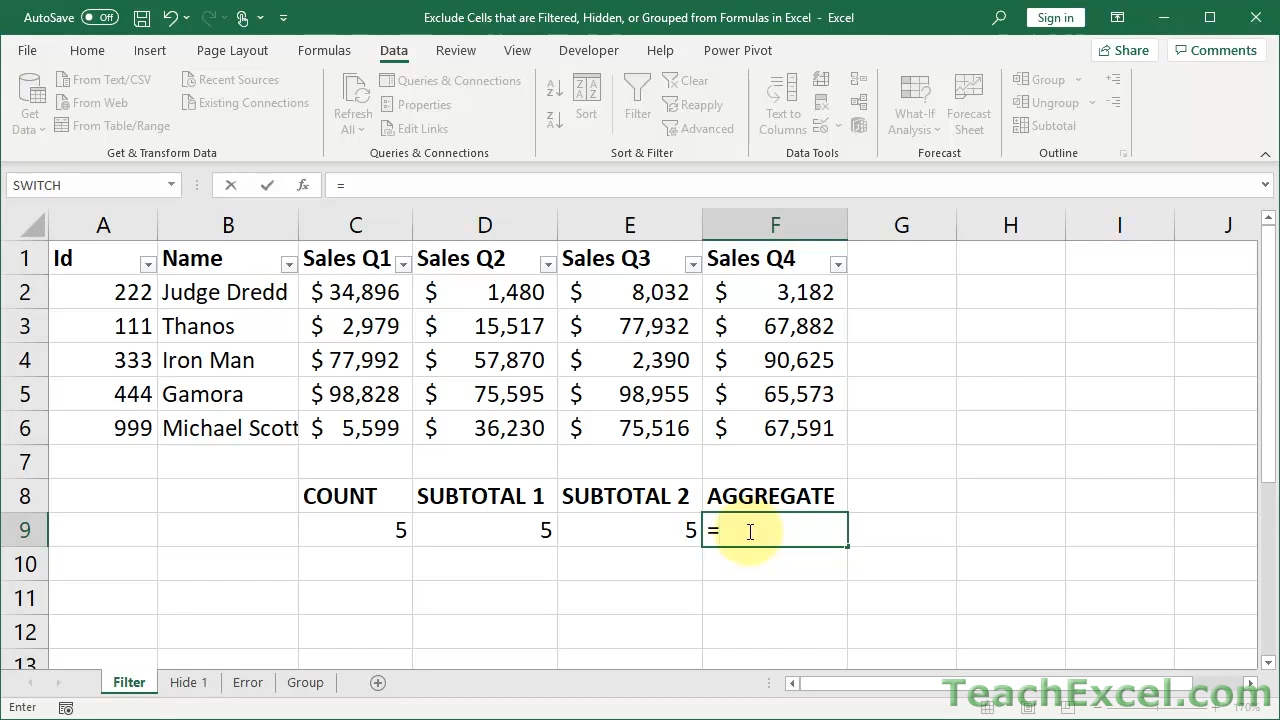 AutoSave Off Exclude Cells that are Filtered, Hidden, or Grouped from Formulas in Excel - Excel Sign in
File Home Insert Page Layout Formulas Data Review View Developer Help Power Pivot Share Comments
Get Data From Text/CSV From Web From Table/Range Recent Sources Existing Connections
Get & Transform Data
Refresh All Queries & Connections Properties Edit Links
Queries & Connections
Sort Filter Clear Reapply Advanced
Sort & Filter
Text to Columns
Data Tools
What-If Analysis Forecast Sheet
Forecast
Group Ungroup Subtotal
Outline
SWITCH fx =
A B C D E F G H I J
1 Id Name Sales Q1 Sales Q2 Sales Q3 Sales Q4
2 222 Judge Dredd $ 34,896 $ 1,480 $ 8,032 $ 3,182
3 111 Thanos $ 2,979 $ 15,517 $ 77,932 $ 67,882
4 333 Iron Man $ 77,992 $ 57,870 $ 2,390 $ 90,625
5 444 Gamora $ 98,828 $ 75,595 $ 98,955 $ 65,573
6 999 Michael Scott $ 5,599 $ 36,230 $ 75,516 $ 67,591
7
8 COUNT SUBTOTAL 1 SUBTOTAL 2 AGGREGATE
9 5 5 5 =
10
11
12
13
Filter Hide 1 Error Group
TeachExcel.com
Enter 170%